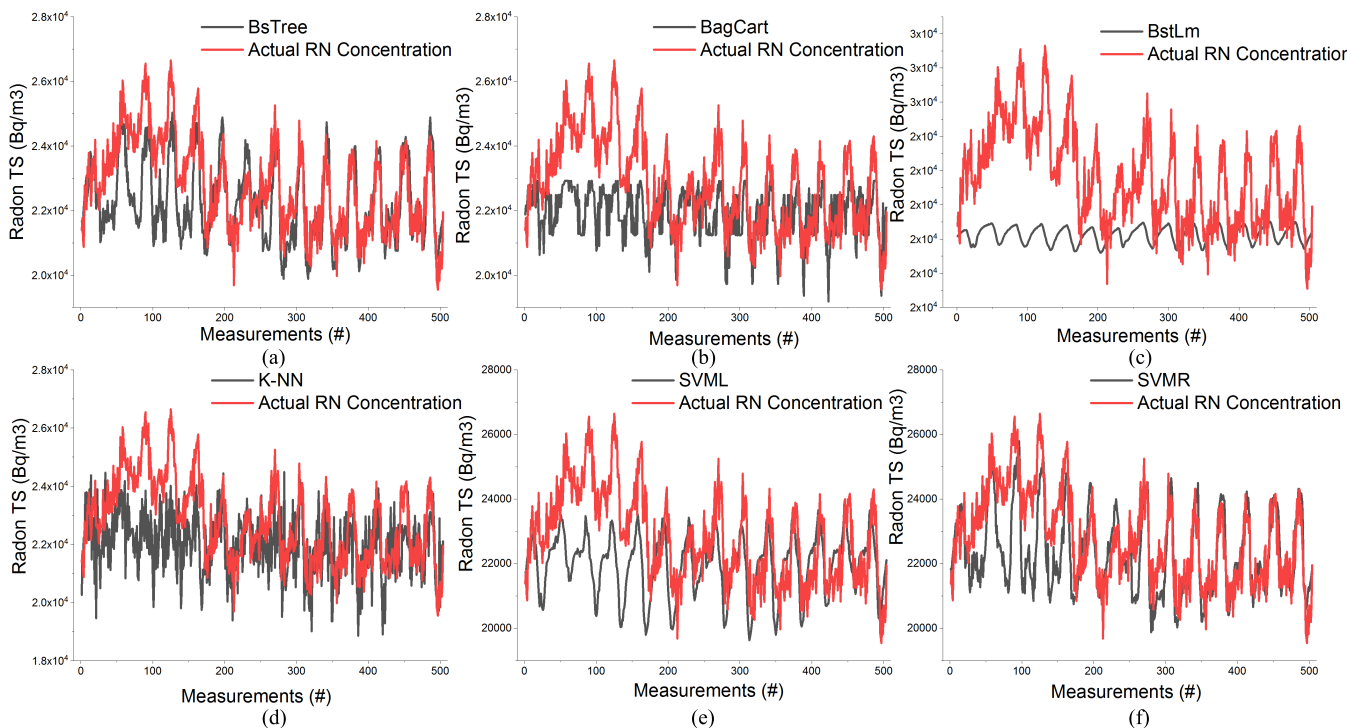 BsTree
Actual RN Concentration
Radon TS (Bq/m3)
2.8x10⁴
2.6x10⁴
2.4x10⁴
2.2x10⁴
2.0x10⁴
0 100 200 300 400 500
Measurements (#)
(a)
BagCart
Actual RN Concentration
Radon TS (Bq/m3)
2.8x10⁴
2.6x10⁴
2.4x10⁴
2.2x10⁴
2.0x10⁴
0 100 200 300 400 500
Measurements (#)
(b)
BstLm
Actual RN Concentration
Radon TS (Bq/m3)
3x10⁴
3x10⁴
2x10⁴
2x10⁴
2x10⁴
2x10⁴
2x10⁴
2x10⁴
2x10⁴
0 100 200 300 400 500
Measurements (#)
(c)
K-NN
Actual RN Concentration
Radon TS (Bq/m3)
2.8x10⁴
2.6x10⁴
2.4x10⁴
2.2x10⁴
2.0x10⁴
1.8x10⁴
0 100 200 300 400 500
Measurements (#)
(d)
SVML
Actual RN Concentration
Radon TS (Bq/m3)
28000
26000
24000
22000
20000
0 100 200 300 400 500
Measurements (#)
(e)
SVMR
Actual RN Concentration
Radon TS (Bq/m3)
28000
26000
24000
22000
20000
0 100 200 300 400 500
Measurements (#)
(f)